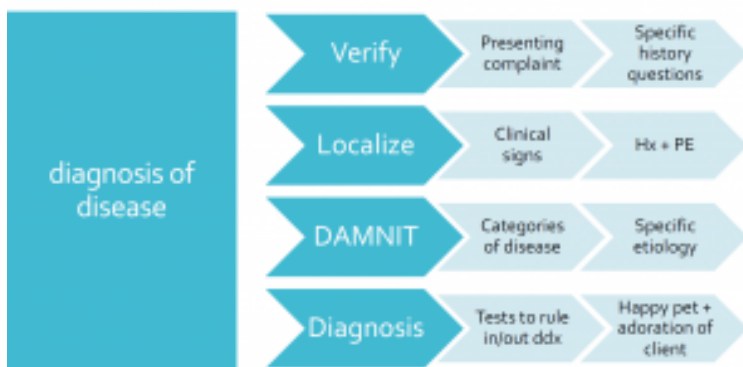 diagnosis of
disease
Verify
Presenting
complaint
Specific
history
questions
Localize
Clinical
signs
Hx + PE
DAMNIT
Categories
of disease
Specific
etiology
Diagnosis
Tests to rule
in/out ddx
Happy pet +
adoration of
client